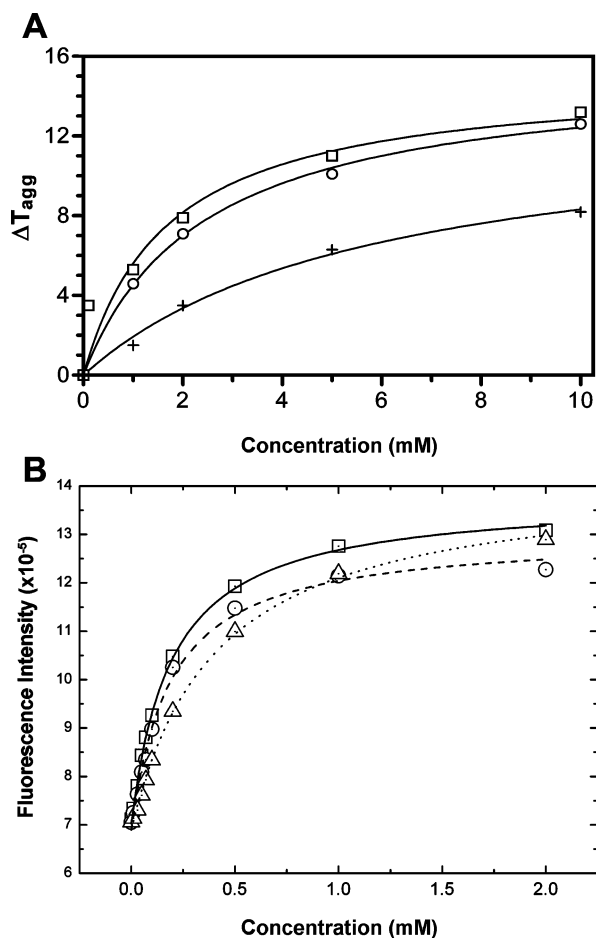 A
16
12
8
4
0
ΔTagg
0 2 4 6 8 10
Concentration (mM)
B
14
13
12
11
10
9
8
7
6
Fluorescence Intensity (x10⁻⁵)
0.0 0.5 1.0 1.5 2.0
Concentration (mM)